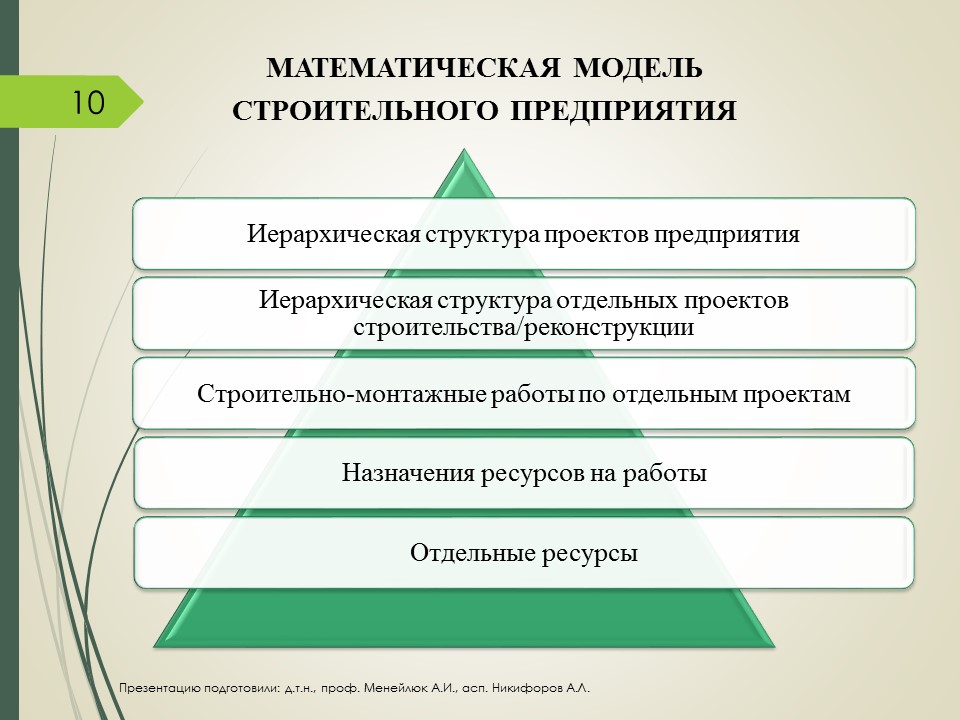 МАТЕМАТИЧЕСКАЯ МОДЕЛЬ
СТРОИТЕЛЬНОГО ПРЕДПРИЯТИЯ
10
Иерархическая структура проектов предприятия
Иерархическая структура отдельных проектов
строительства/реконструкции
Строительно-монтажные работы по отдельным проектам
Назначения ресурсов на работы
Отдельные ресурсы
Презентацию подготовили: д.т.н., проф. Менейлюк А.И., асп. Никифоров А.Л.